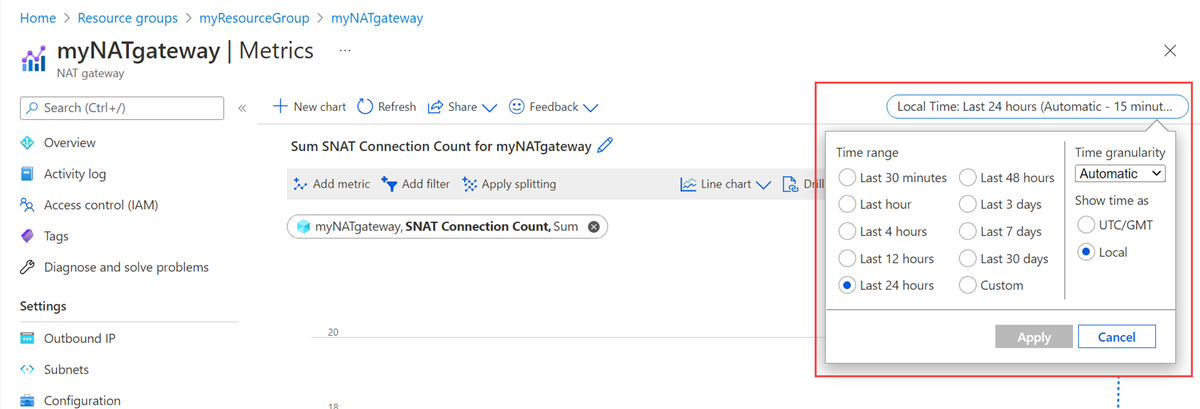 Home > Resource groups > myResourceGroup > myNATgateway
myNATgateway | Metrics ...
NAT gateway
Search (Ctrl+/)
«
Overview
Activity log
Access control (IAM)
Tags
Diagnose and solve problems
Settings
Outbound IP
Subnets
Configuration
New chart Refresh Share Feedback
Local Time: Last 24 hours (Automatic - 15 minut...
Sum SNAT Connection Count for myNATgateway
Add metric Add filter Apply splitting Line chart Drill
myNATgateway, SNAT Connection Count, Sum
20
18
Time range
Last 30 minutes
Last hour
Last 4 hours
Last 12 hours
Last 24 hours
Last 48 hours
Last 3 days
Last 7 days
Last 30 days
Custom
Time granularity
Automatic
Show time as
UTC/GMT
Local
Apply
Cancel